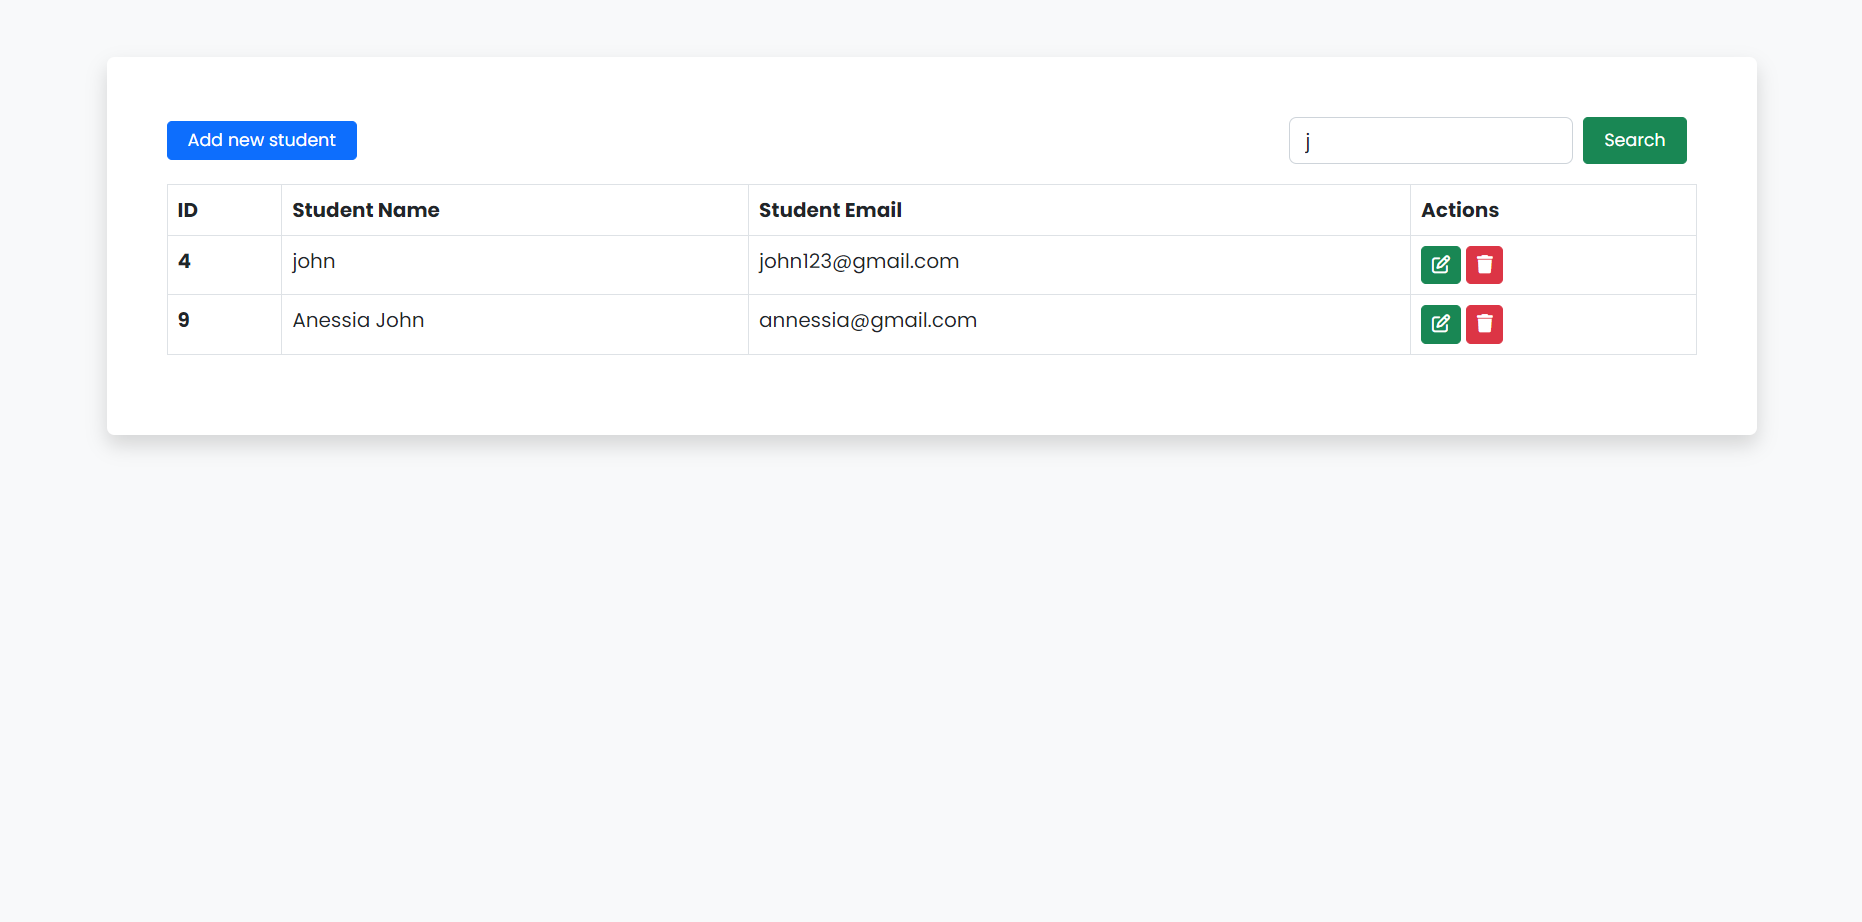 Add new student
j
Search
ID Student Name Student Email Actions
4 john john123@gmail.com
9 Anessia John annessia@gmail.com